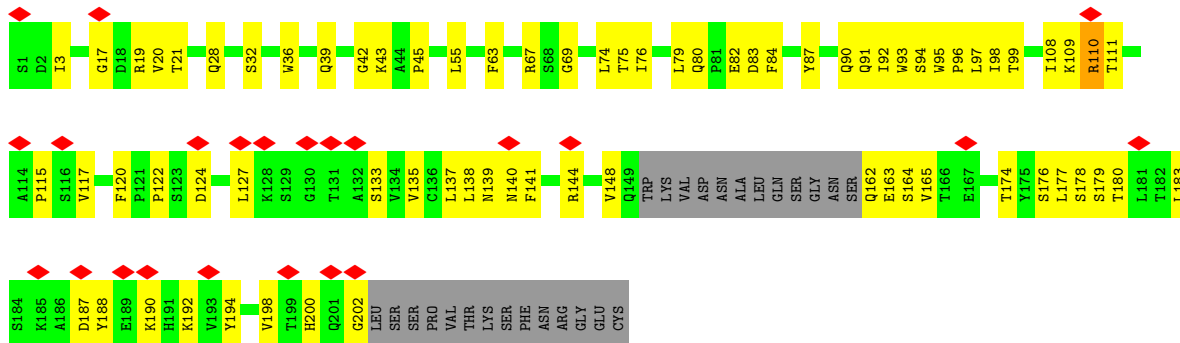 S1 D2 I3 G17 D18 R19 V20 T21 Q28 S32 W36 Q39 G42 K43 A44 P45 L55 F63 R67 S68 G69 L74 T75 I76 L79 Q80 P81 E82 D83 F84 Y87 Q90 Q91 I92 W93 S94 W95 P96 L97 I98 T99 I108 K109 R110 T111
A114 P115 S116 V117 F120 P121 P122 S123 D124 L127 K128 S129 G130 T131 A132 S133 V134 V135 C136 L137 L138 N139 N140 F141 R144 V148 Q149 TRP LYS VAL ASP ASN ALA LEU GLN SER GLY ASN SER Q162 E163 S164 V165 T166 E167 T174 Y175 S176 L177 S178 S179 T180 L181 T182 L183
S184 K185 A186 D187 Y188 E189 K190 H191 K192 V193 Y194 V198 T199 H200 Q201 G202 LEU SER SER PRO VAL THR LYS SER PHE ASN ARG GLY GLU CYS